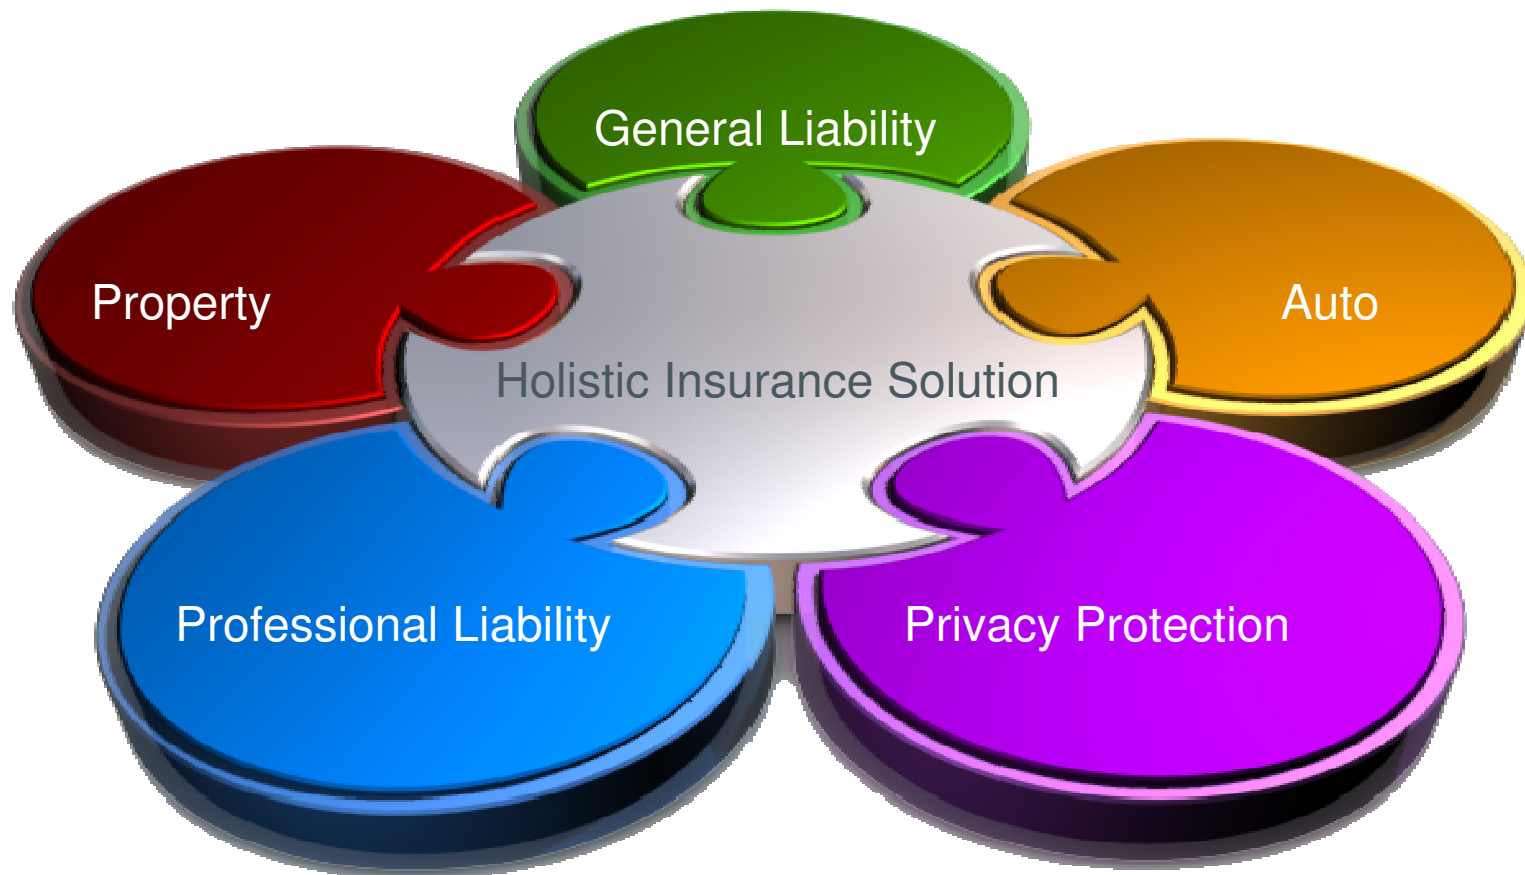 General Liability
Property
Auto
Holistic Insurance Solution
Professional Liability
Privacy Protection